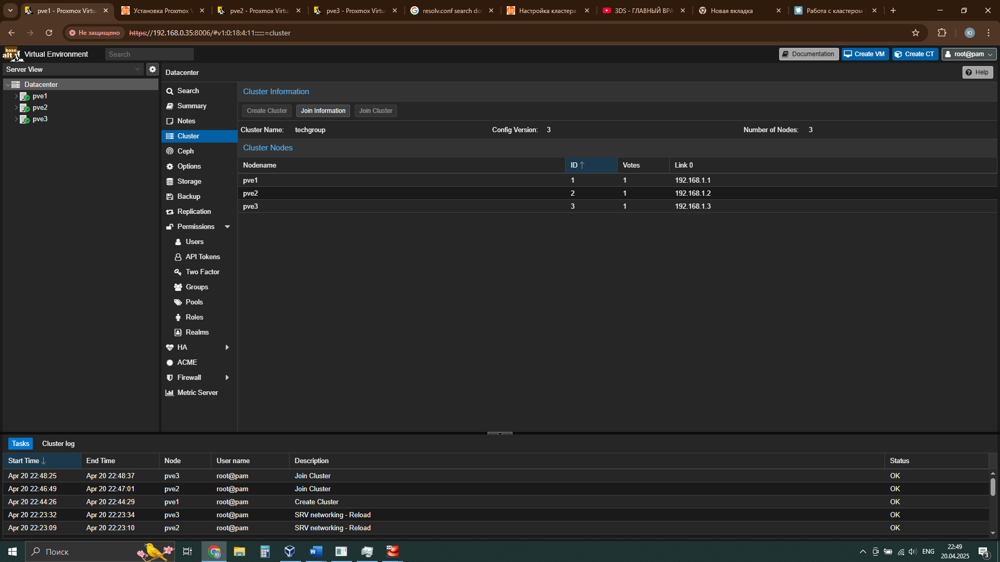 pve1 - Proxmox Virtu
Установка Proxmox V
pve2 - Proxmox Virtu
pve3 - Proxmox Virtu
resolv.conf search do
Настройка кластера
3DS - ГЛАВНЫЙ ВРА
Новая вкладка
Работа с кластером
Не защищено
https://192.168.0.35:8006/#v1:0:18:4:11::::::=cluster
Ю
base alt
Virtual Environment
Search
Documentation
Create VM
Create CT
root@pam
Server View
Datacenter
Help
Datacenter
pve1
pve2
pve3
Search
Summary
Notes
Cluster
Ceph
Options
Storage
Backup
Replication
Permissions
Users
API Tokens
Two Factor
Groups
Pools
Roles
Realms
HA
ACME
Firewall
Metric Server
Cluster Information
Create Cluster
Join Information
Join Cluster
Cluster Name: techgroup Config Version: 3 Number of Nodes: 3
Cluster Nodes
Nodename ID Votes Link 0
pve1 1 1 192.168.1.1
pve2 2 1 192.168.1.2
pve3 3 1 192.168.1.3
Tasks Cluster log
Start Time End Time Node User name Description Status
Apr 20 22:48:25 Apr 20 22:48:37 pve3 root@pam Join Cluster OK
Apr 20 22:46:49 Apr 20 22:47:01 pve2 root@pam Join Cluster OK
Apr 20 22:44:26 Apr 20 22:44:29 pve1 root@pam Create Cluster OK
Apr 20 22:23:32 Apr 20 22:23:34 pve3 root@pam SRV networking - Reload OK
Apr 20 22:23:09 Apr 20 22:23:10 pve2 root@pam SRV networking - Reload OK
Поиск
ENG
22:49
20.04.2025
3